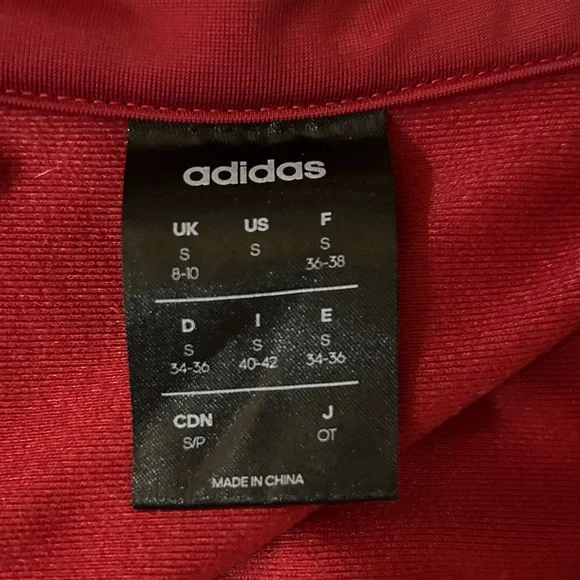 adidas
UK US F
S S S
8-10 36-38
D I E
S S S
34-36 40-42 34-36
CDN J
S/P OT
MADE IN CHINA